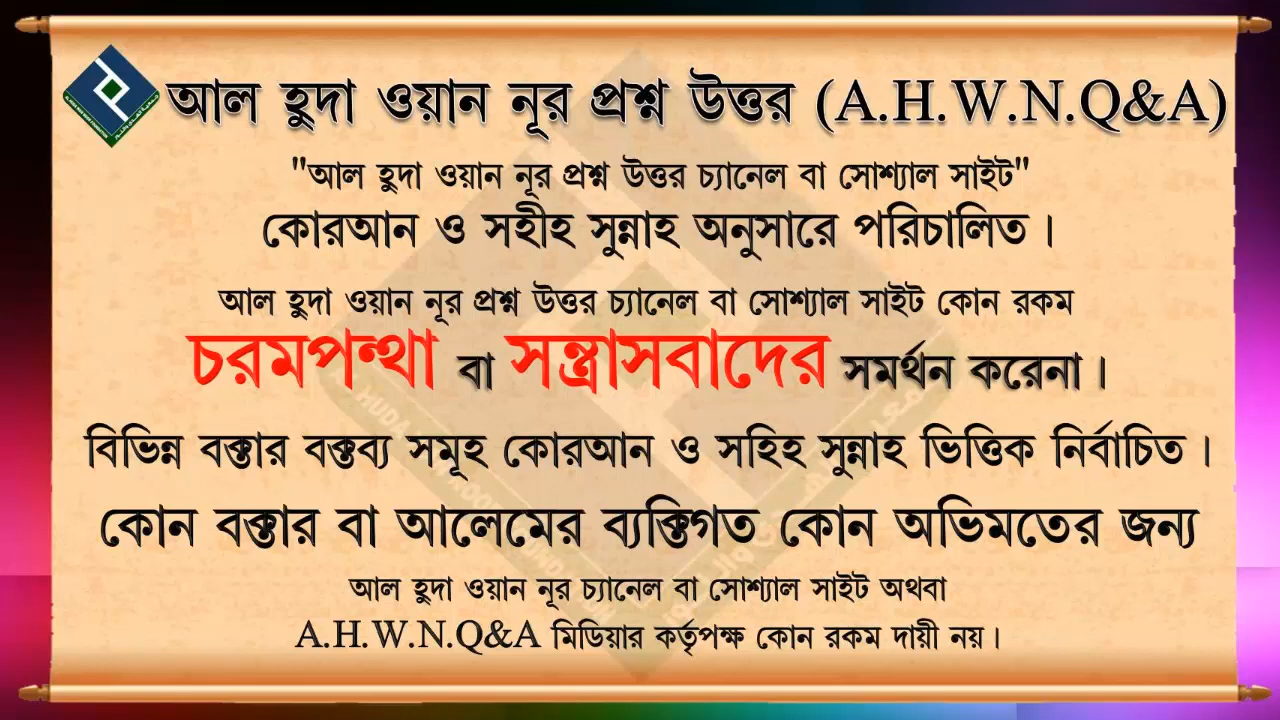 আল হুদা ওয়ান নূর প্রশ্ন উত্তর (A.H.W.N.Q&A)
"আল হুদা ওয়ান নূর প্রশ্ন উত্তর চ্যানেল বা সোশ্যাল সাইট"
কোরআন ও সহীহ সুন্নাহ অনুসারে পরিচালিত।
আল হুদা ওয়ান নূর প্রশ্ন উত্তর চ্যানেল বা সোশ্যাল সাইট কোন রকম
চরমপন্থা বা সন্ত্রাসবাদের সমর্থন করেনা।
বিভিন্ন বক্তার বক্তব্য সমূহ কোরআন ও সহিহ সুন্নাহ ভিত্তিক নির্বাচিত।
কোন বক্তার বা আলেমের ব্যক্তিগত কোন অভিমতের জন্য
আল হুদা ওয়ান নূর চ্যানেল বা সোশ্যাল সাইট অথবা
A.H.W.N.Q&A মিডিয়ার কর্তৃপক্ষ কোন রকম দায়ী নয়।